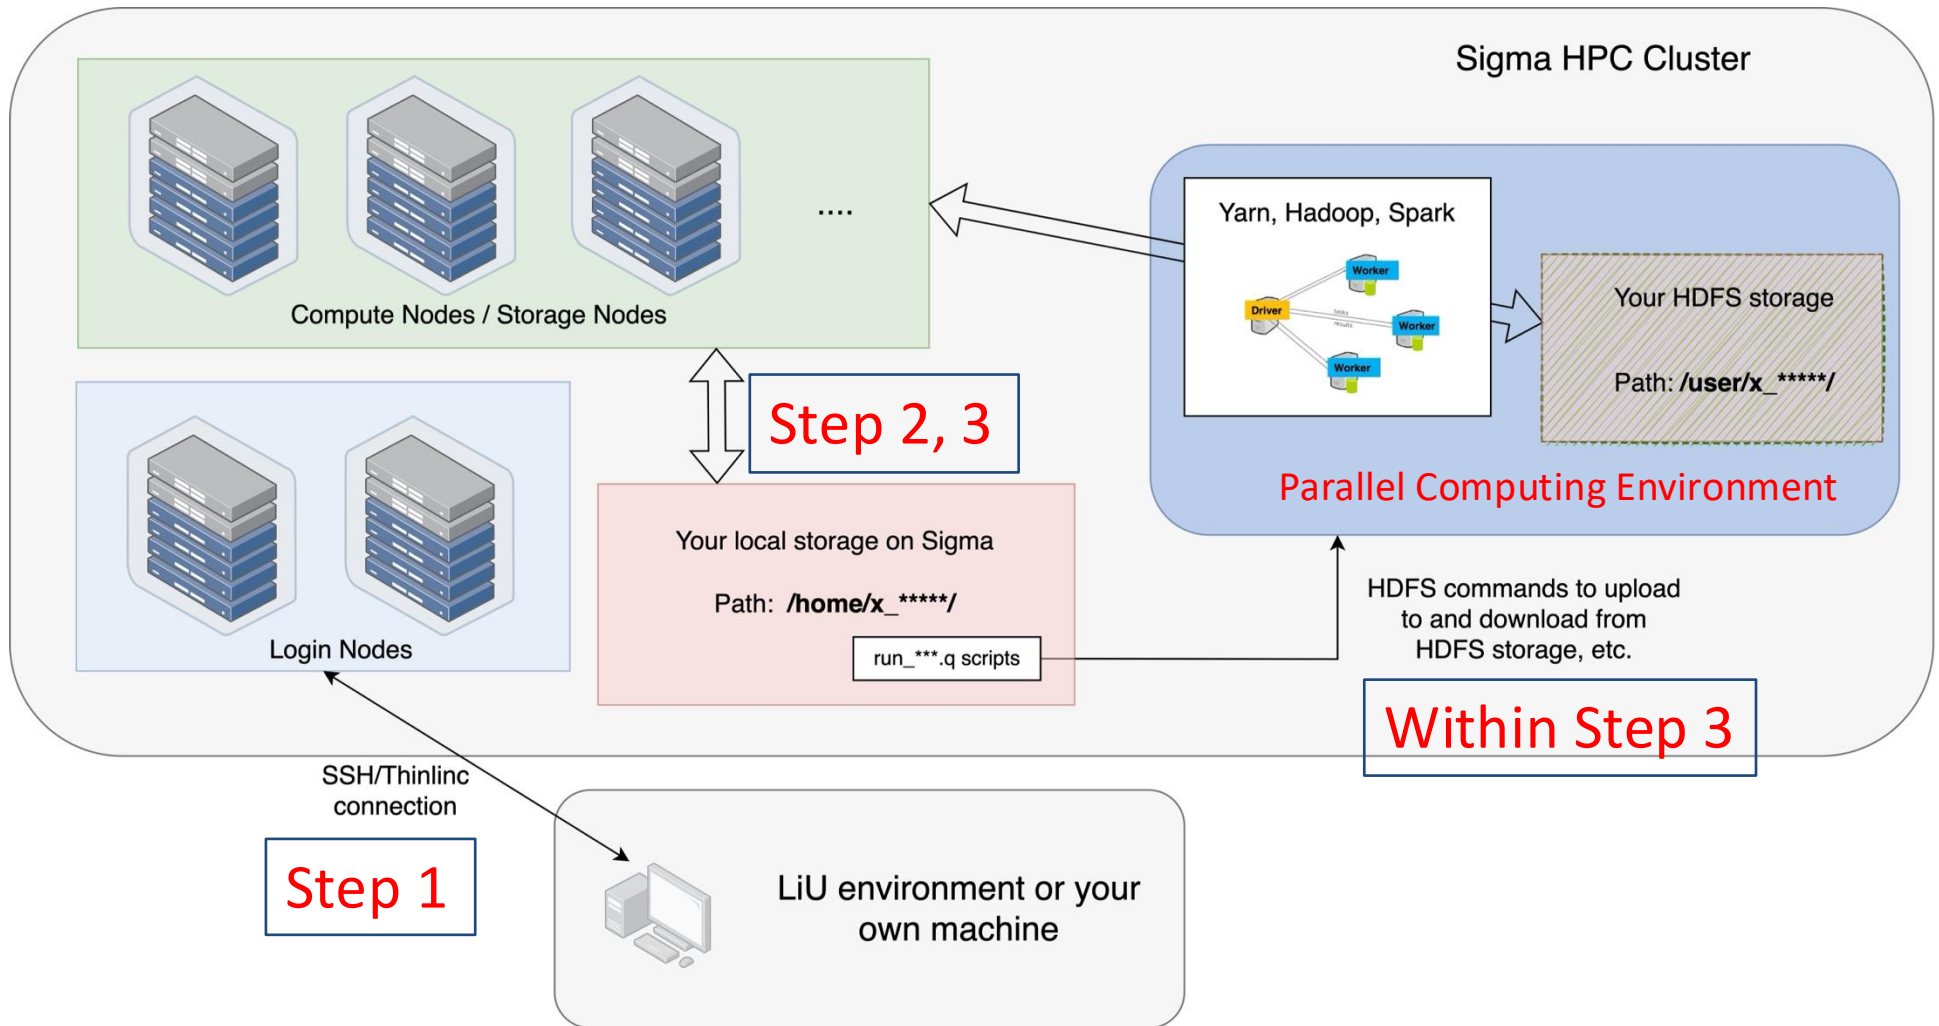 Sigma HPC Cluster
....
Compute Nodes / Storage Nodes
Yarn, Hadoop, Spark
Worker
Driver
tasks
results
Worker
Worker
Your HDFS storage
Path: /user/x_*****/
Parallel Computing Environment
Step 2, 3
Login Nodes
Your local storage on Sigma
Path: /home/x_*****/
run_***.q scripts
HDFS commands to upload
to and download from
HDFS storage, etc.
Within Step 3
SSH/Thinlinc
connection
Step 1
LiU environment or your
own machine